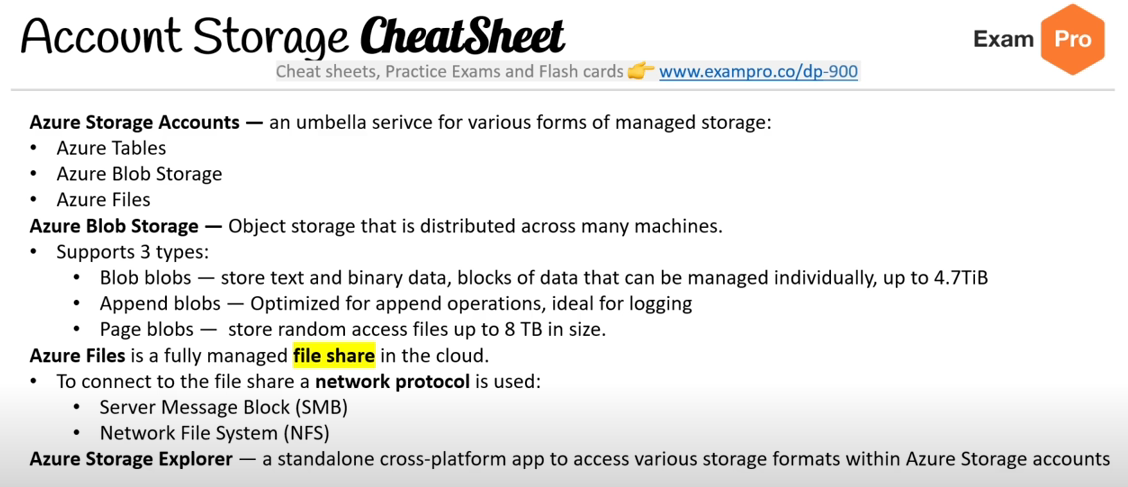 Account Storage CheatSheet
Exam Pro
Cheat sheets, Practice Exams and Flash cards 👉 www.exampro.co/dp-900
Azure Storage Accounts — an umbella serivce for various forms of managed storage:
• Azure Tables
• Azure Blob Storage
• Azure Files
Azure Blob Storage — Object storage that is distributed across many machines.
• Supports 3 types:
• Blob blobs — store text and binary data, blocks of data that can be managed individually, up to 4.7TiB
• Append blobs — Optimized for append operations, ideal for logging
• Page blobs — store random access files up to 8 TB in size.
Azure Files is a fully managed file share in the cloud.
• To connect to the file share a network protocol is used:
• Server Message Block (SMB)
• Network File System (NFS)
Azure Storage Explorer — a standalone cross-platform app to access various storage formats within Azure Storage accounts